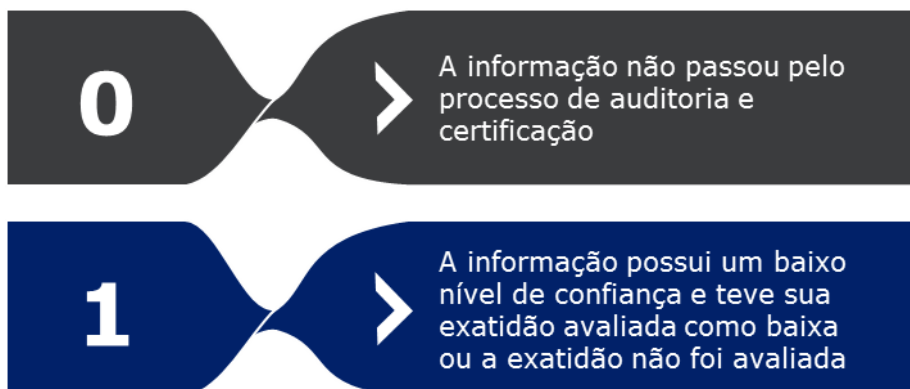 0
A informação não passou pelo
processo de auditoria e
certificação
1
A informação possui um baixo
nível de confiança e teve sua
exatidão avaliada como baixa
ou a exatidão não foi avaliada